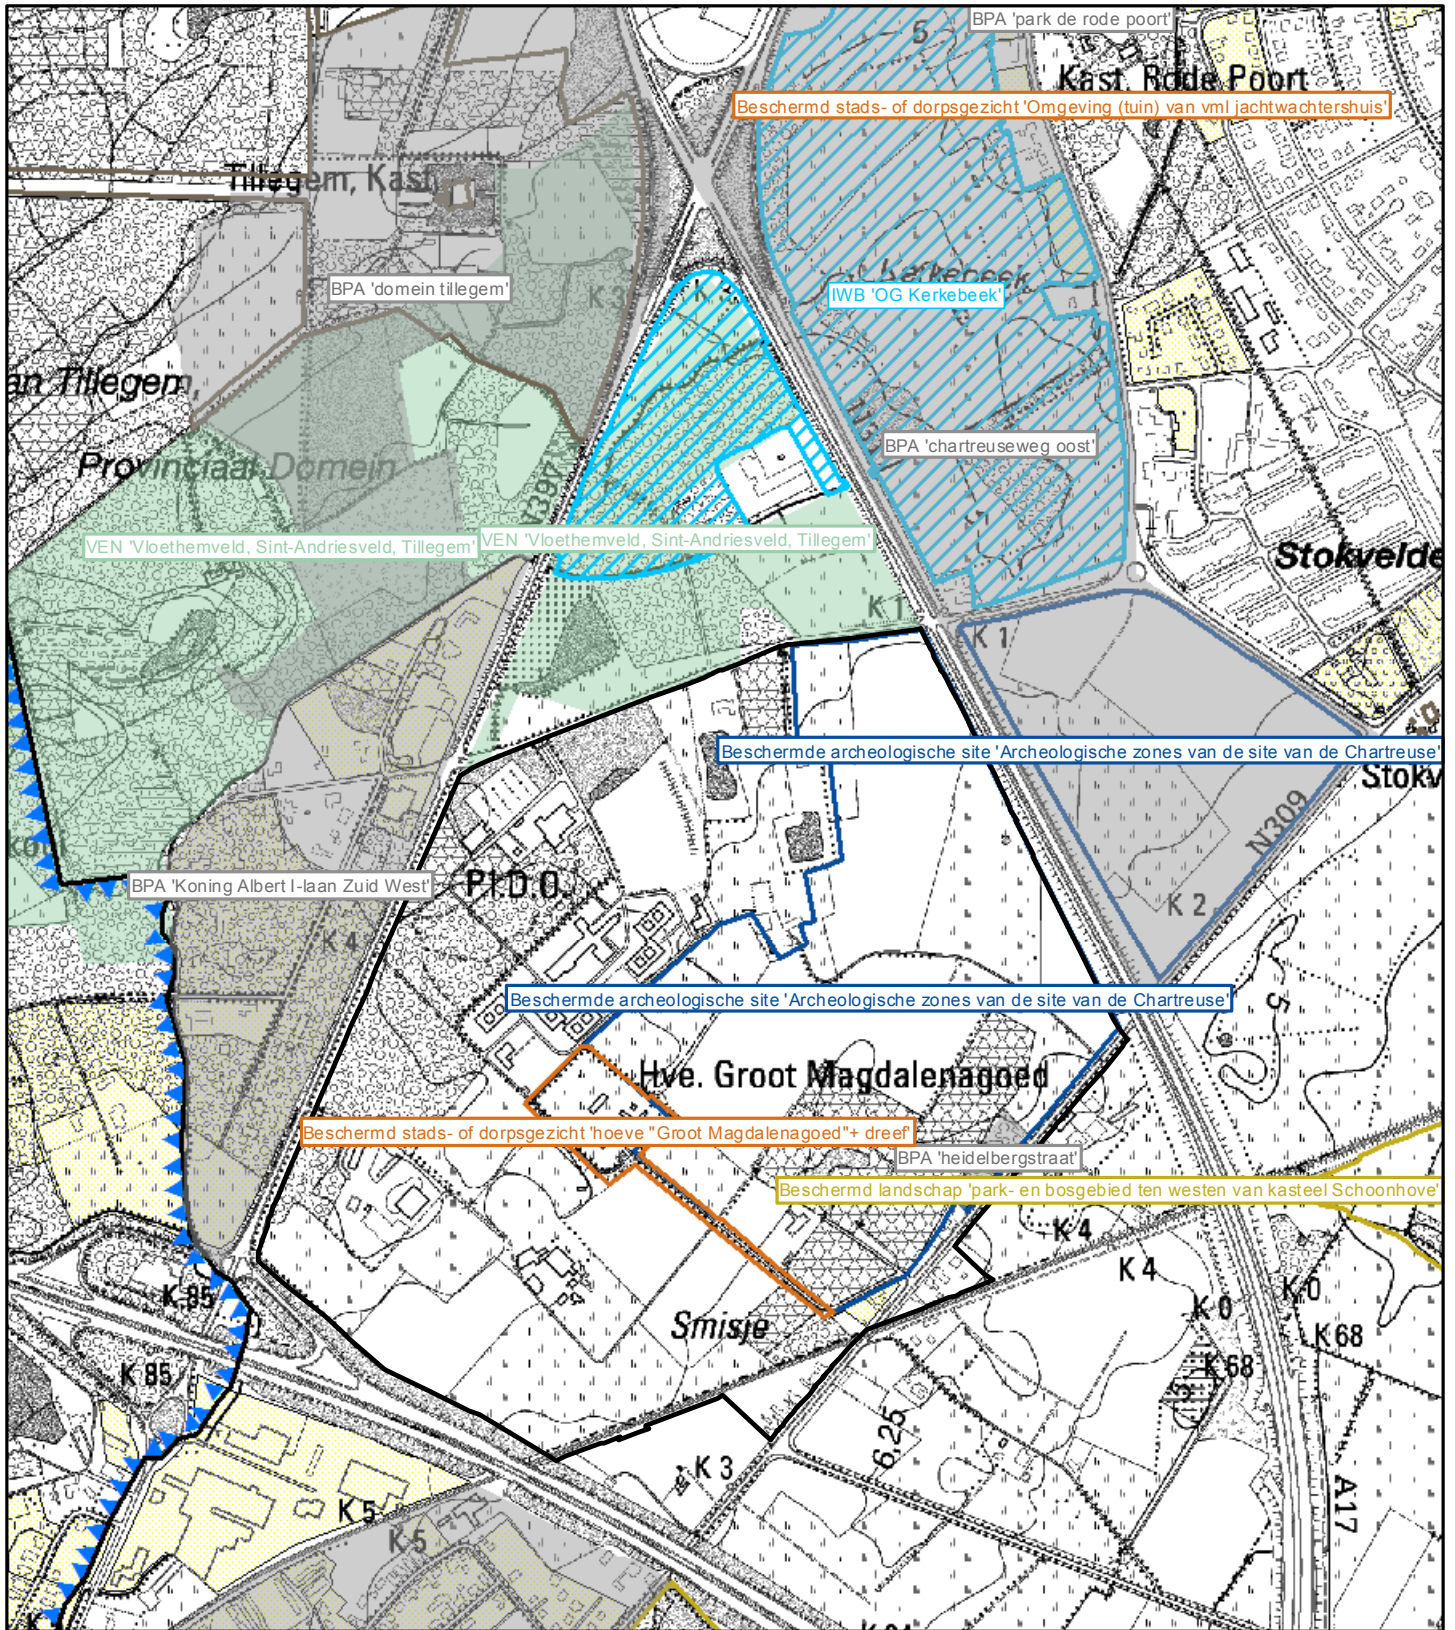 BPA 'park de rode poort'
5
Kast. Rode Poort
Beschermd stads- of dorpsgezicht 'Omgeving (tuin) van vml jachtwachtershuis'
Tillegem, Kast.
Kerkebeek
BPA 'domein tillegem'
K 3
IWB 'OG Kerkebeek'
an Tillegem
BPA 'chartreuseweg oost'
Provinciaal Domein
N397
VEN 'Vloethemveld, Sint-Andriesveld, Tillegem'
VEN 'Vloethemveld, Sint-Andriesveld, Tillegem'
Stokvelde
K 1
K 1
Beschermde archeologische site 'Archeologische zones van de site van de Chartreuse'
Stokv
N309
BPA 'Koning Albert I-laan Zuid West'
P.I.D.O.
K 2
K 4
Beschermde archeologische site 'Archeologische zones van de site van de Chartreuse'
5
Hve. Groot Magdalenagoed
Beschermd stads- of dorpsgezicht 'hoeve "Groot Magdalenagoed"+ dreef'
BPA 'heidelbergstraat'
Beschermd landschap 'park- en bosgebied ten westen van kasteel Schoonhove'
K 4
K 4
K 85
K 0
K 0
Smisje
K 68
K 68
K 85
6,25
K 3
K 5
A17
K 5